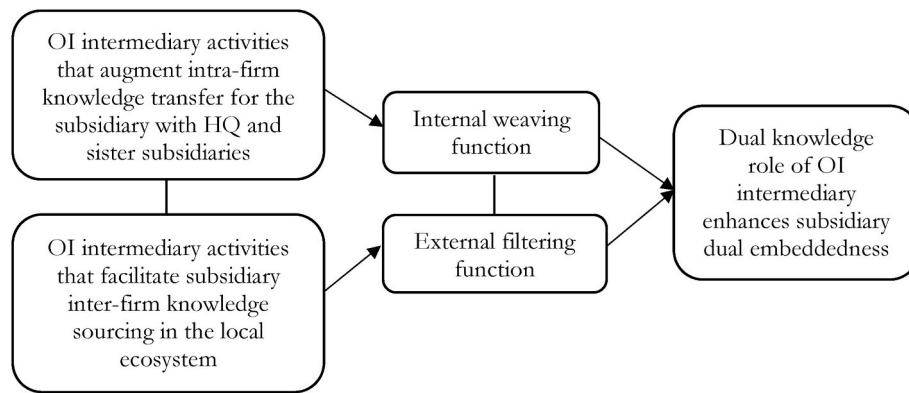 OI intermediary activities
that augment intra-firm
knowledge transfer for the
subsidiary with HQ and
sister subsidiaries
OI intermediary activities
that facilitate subsidiary
inter-firm knowledge
sourcing in the local
ecosystem
Internal weaving
function
External filtering
function
Dual knowledge
role of OI
intermediary
enhances subsidiary
dual embeddedness